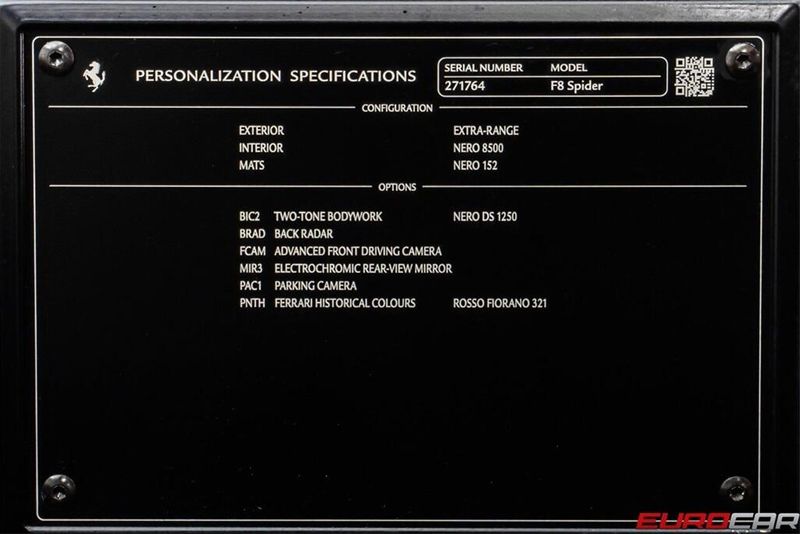 PERSONALIZATION SPECIFICATIONS
SERIAL NUMBER MODEL
271764 F8 Spider
CONFIGURATION
EXTERIOR EXTRA-RANGE
INTERIOR NERO 8500
MATS NERO 152
OPTIONS
BIC2 TWO-TONE BODYWORK NERO DS 1250
BRAD BACK RADAR
FCAM ADVANCED FRONT DRIVING CAMERA
MIR3 ELECTROCHROMIC REAR-VIEW MIRROR
PAC1 PARKING CAMERA
PNTH FERRARI HISTORICAL COLOURS ROSSO FIORANO 321
EUROCAR